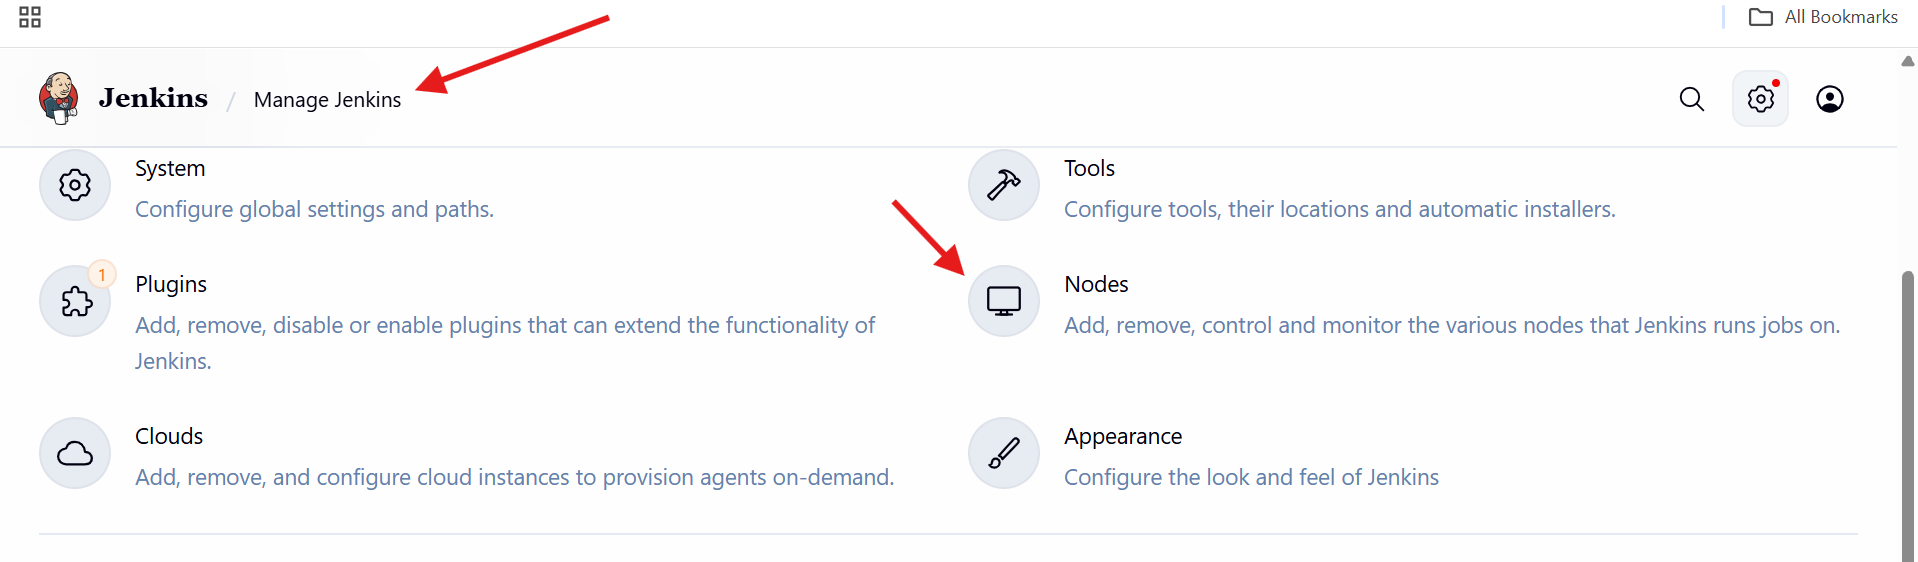 All Bookmarks
Jenkins / Manage Jenkins
System
Configure global settings and paths.
Tools
Configure tools, their locations and automatic installers.
1
Plugins
Add, remove, disable or enable plugins that can extend the functionality of
Jenkins.
Nodes
Add, remove, control and monitor the various nodes that Jenkins runs jobs on.
Clouds
Add, remove, and configure cloud instances to provision agents on-demand.
Appearance
Configure the look and feel of Jenkins